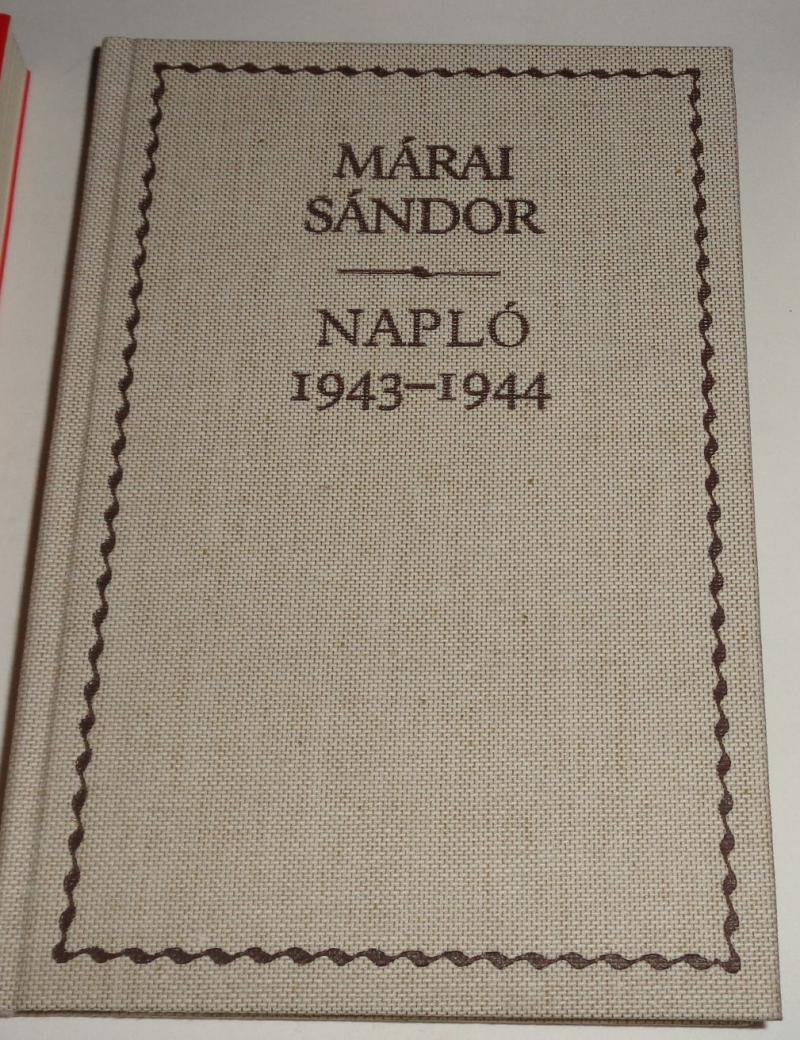 MÁRAI
SÁNDOR
NAPLÓ
1943–1944